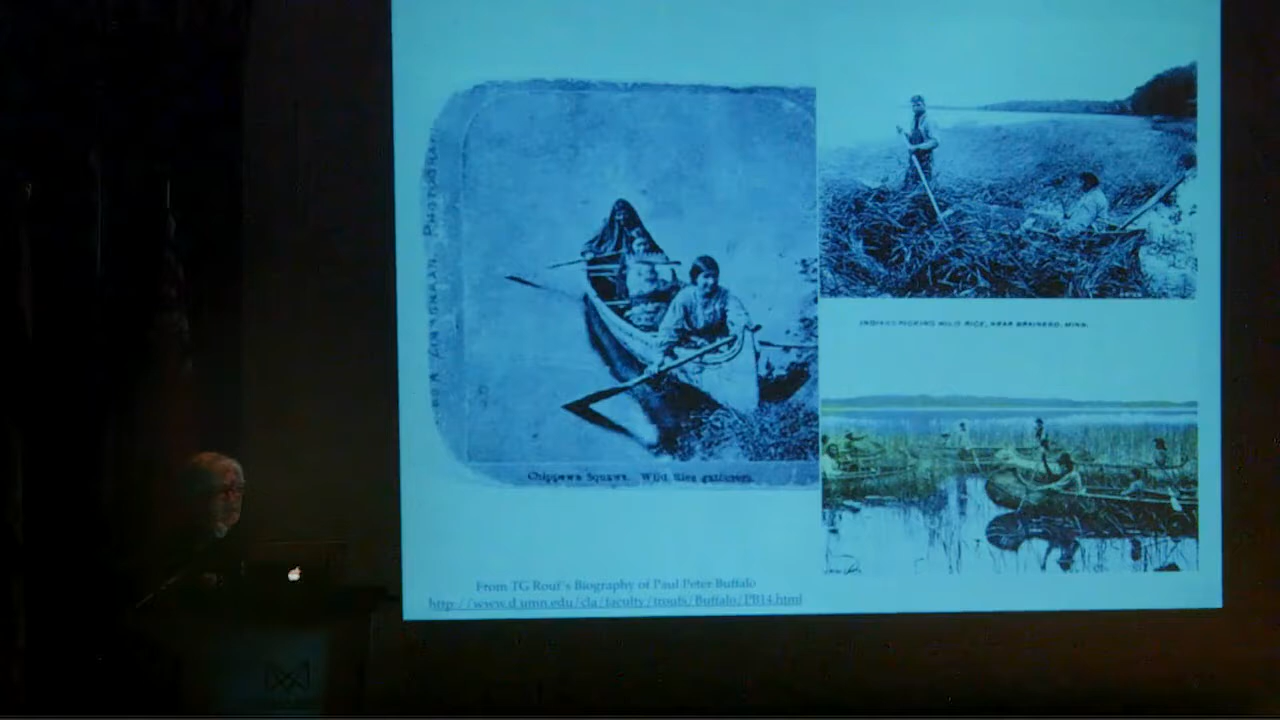 Chippewa Squaws. Wild Rice gatherers.
INDIANS PICKING WILD RICE, NEAR BRAINERD, MINN.
From TG Rouf's Biography of Paul Peter Buffalo
http://www.d.umn.edu/cla/faculty/troufs/Buffalo/PB14.html